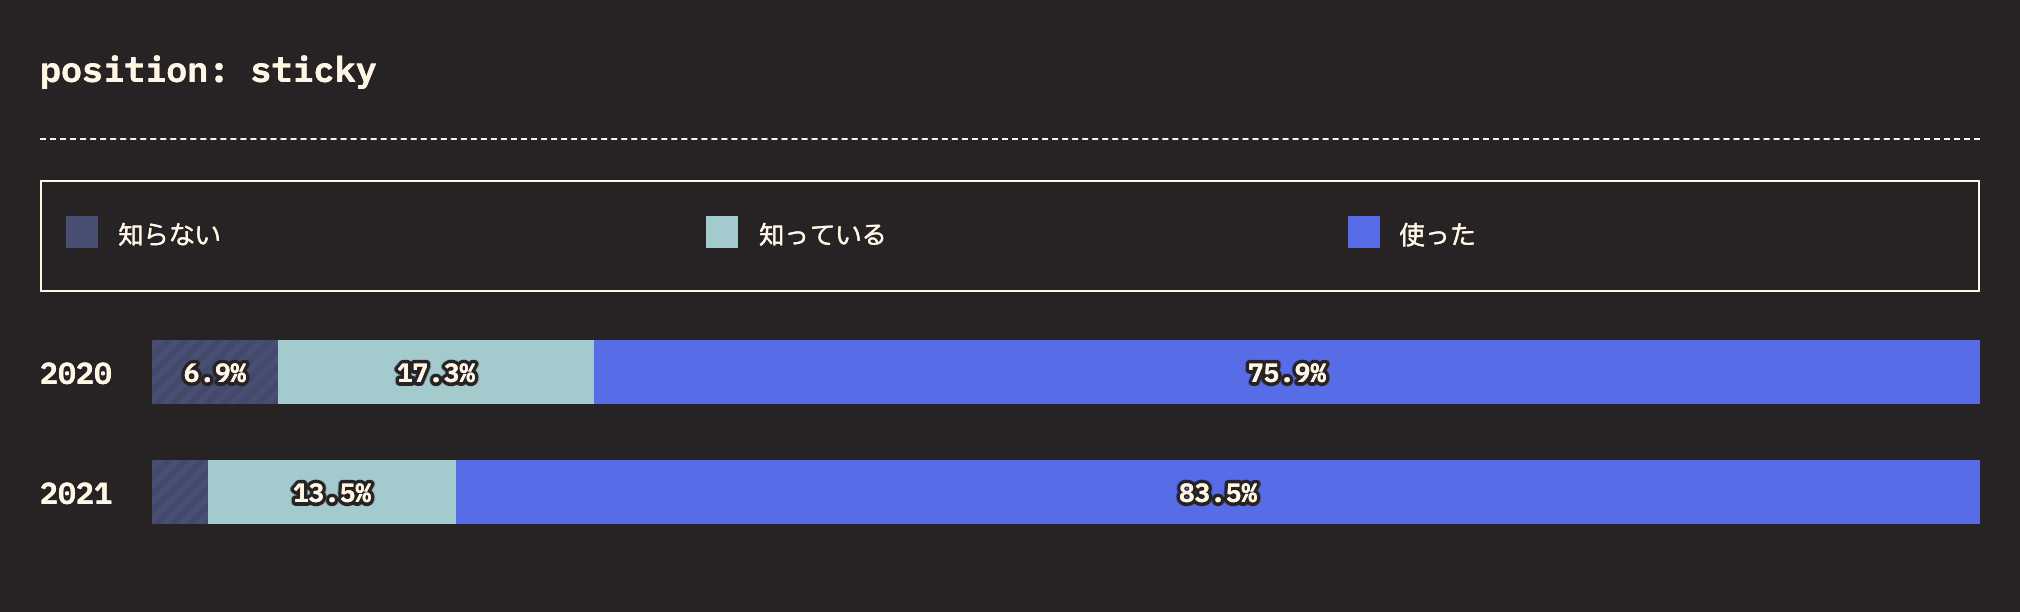 position: sticky
知らない 知っている 使った
2020 6.9% 17.3% 75.9%
2021 13.5% 83.5%